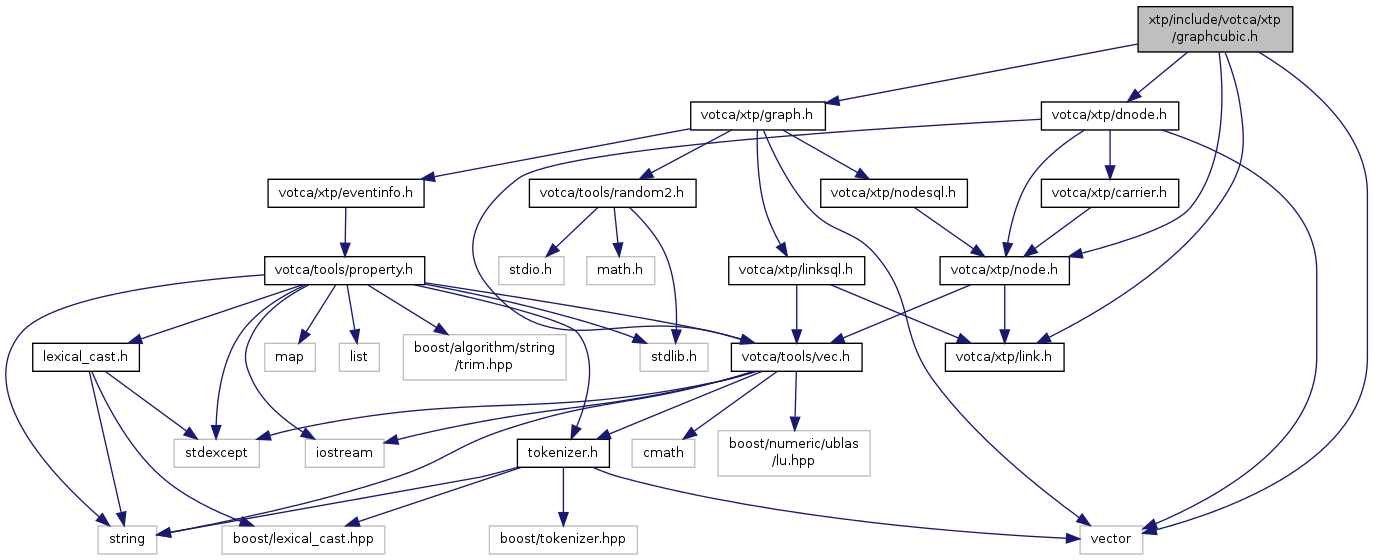 xtp/include/votca/xtp
/graphcubic.h
votca/xtp/graph.h
votca/xtp/dnode.h
votca/xtp/eventinfo.h
votca/tools/random2.h
votca/xtp/nodesql.h
votca/xtp/carrier.h
votca/tools/property.h
stdio.h
math.h
votca/xtp/linksql.h
votca/xtp/node.h
lexical_cast.h
map
list
boost/algorithm/string
/trim.hpp
stdlib.h
votca/tools/vec.h
votca/xtp/link.h
stdexcept
iostream
tokenizer.h
cmath
boost/numeric/ublas
/lu.hpp
string
boost/lexical_cast.hpp
boost/tokenizer.hpp
vector